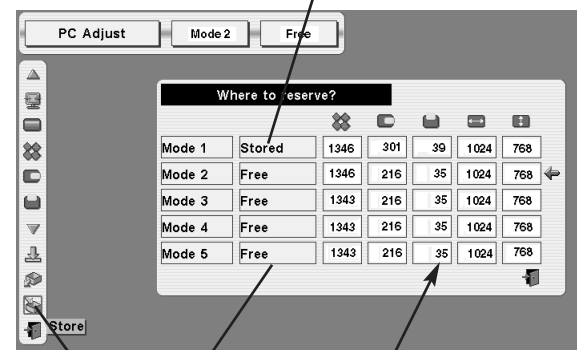 PC Adjust Mode 2 Free
Where to reserve?
Mode 1 Stored 1346 301 39 1024 768
Mode 2 Free 1346 216 35 1024 768
Mode 3 Free 1343 216 35 1024 768
Mode 4 Free 1343 216 35 1024 768
Mode 5 Free 1343 216 35 1024 768
Store